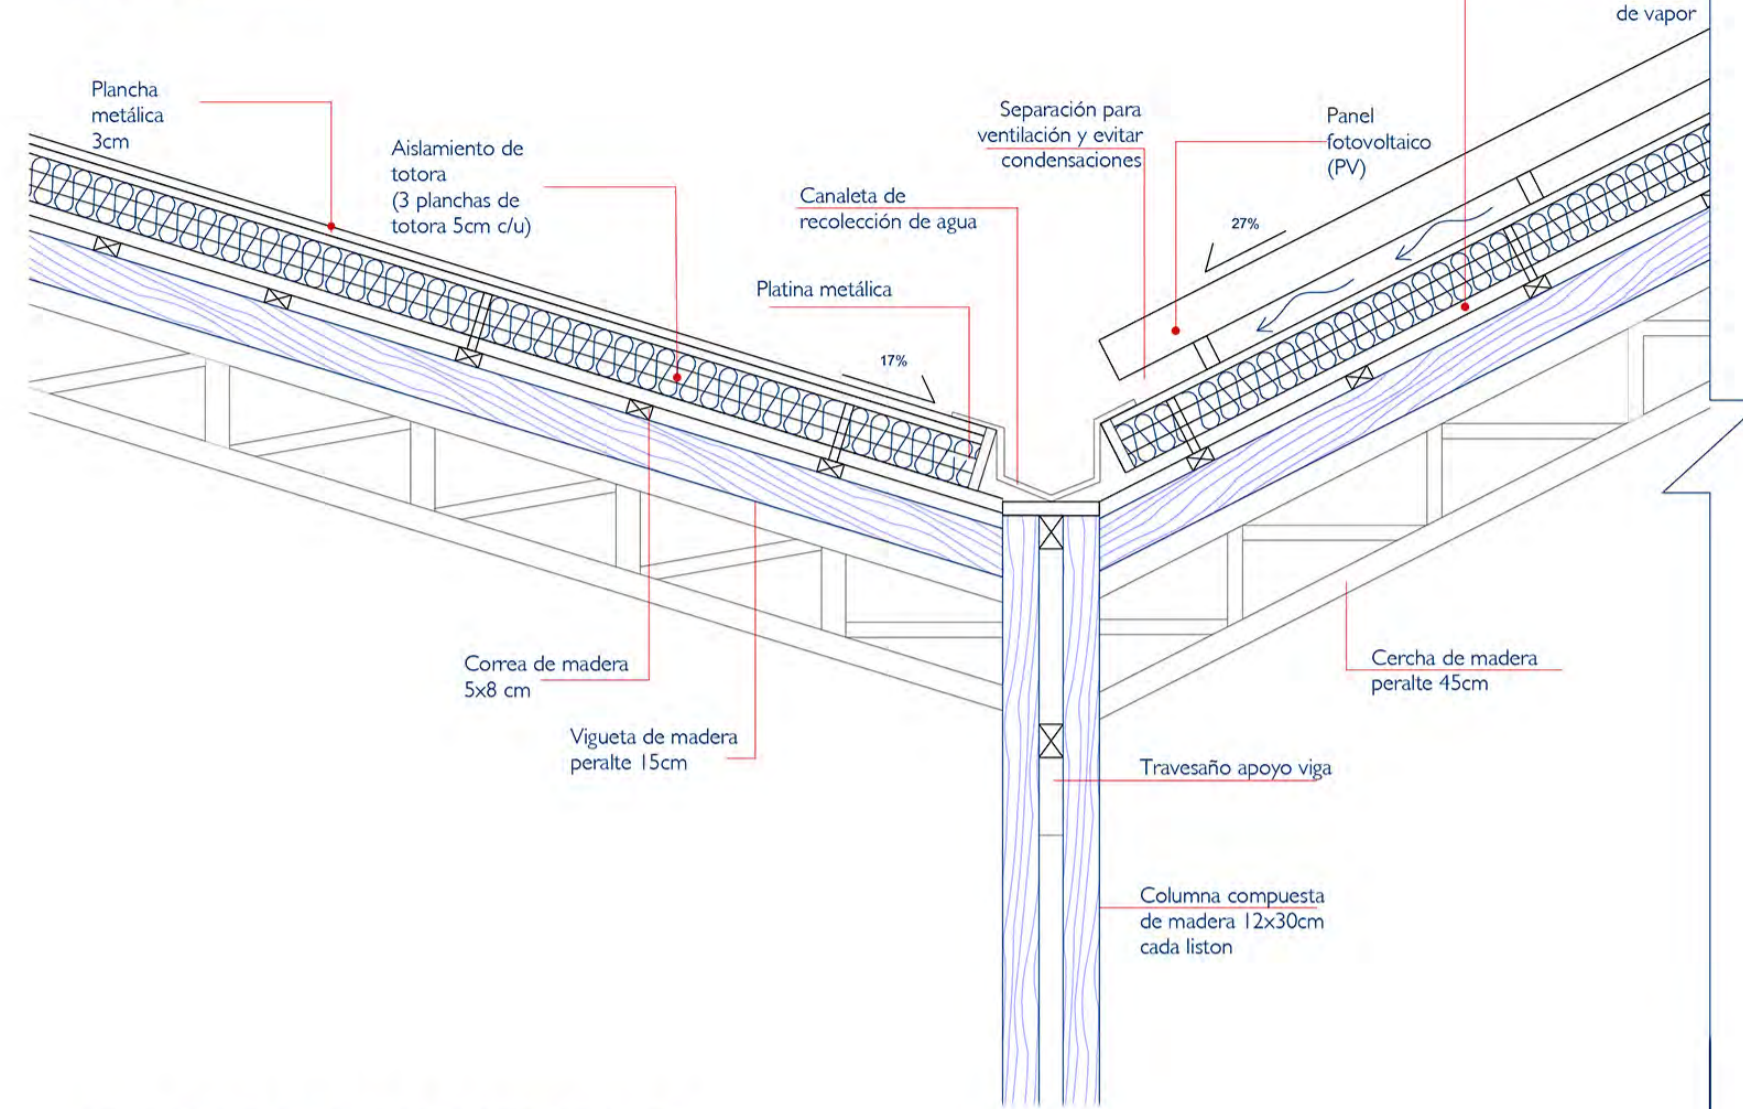 de vapor
Plancha
metálica
3cm
Aislamiento de
totora
(3 planchas de
totora 5cm c/u)
Separación para
ventilación y evitar
condensaciones
Panel
fotovoltaico
(PV)
Canaleta de
recolección de agua
27%
Platina metálica
17%
Correa de madera
5x8 cm
Cercha de madera
peralte 45cm
Vigueta de madera
peralte 15cm
Travesaño apoyo viga
Columna compuesta
de madera 12x30cm
cada liston